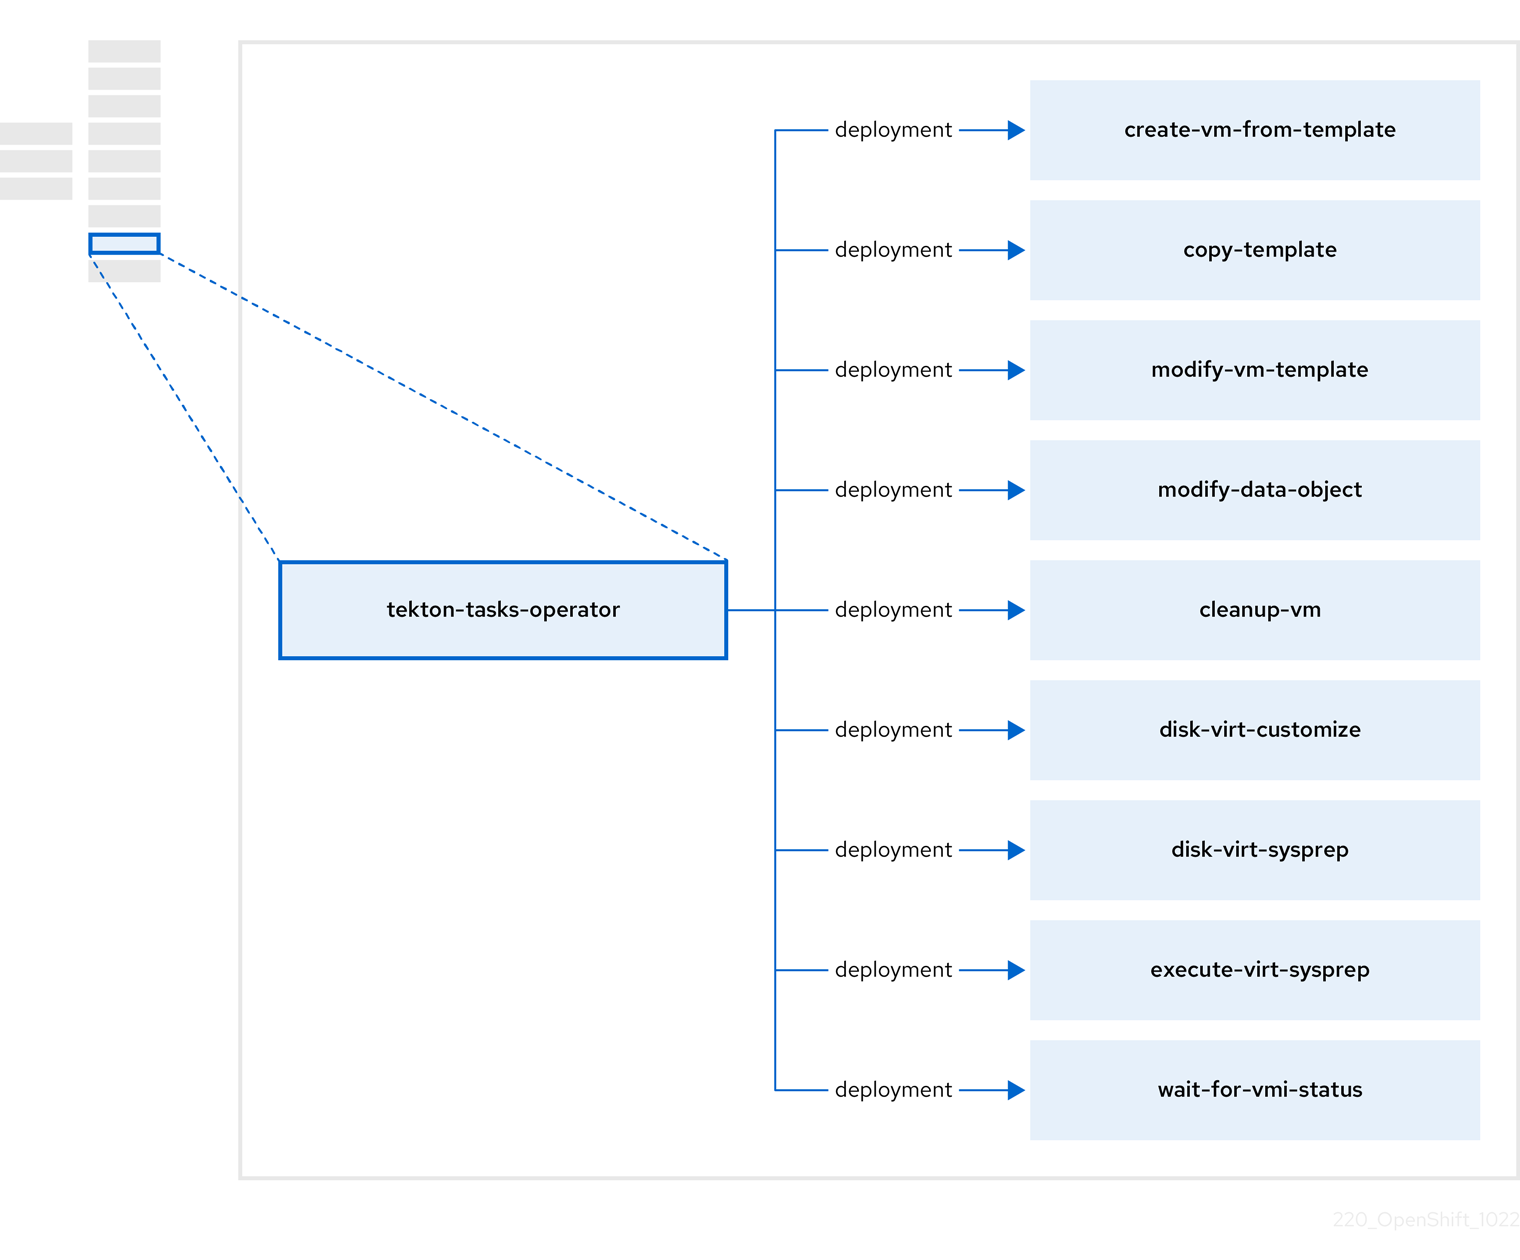 deployment
create-vm-from-template
deployment
copy-template
deployment
modify-vm-template
deployment
modify-data-object
tekton-tasks-operator
deployment
cleanup-vm
deployment
disk-virt-customize
deployment
disk-virt-sysprep
deployment
execute-virt-sysprep
deployment
wait-for-vmi-status
220_OpenShift_1022